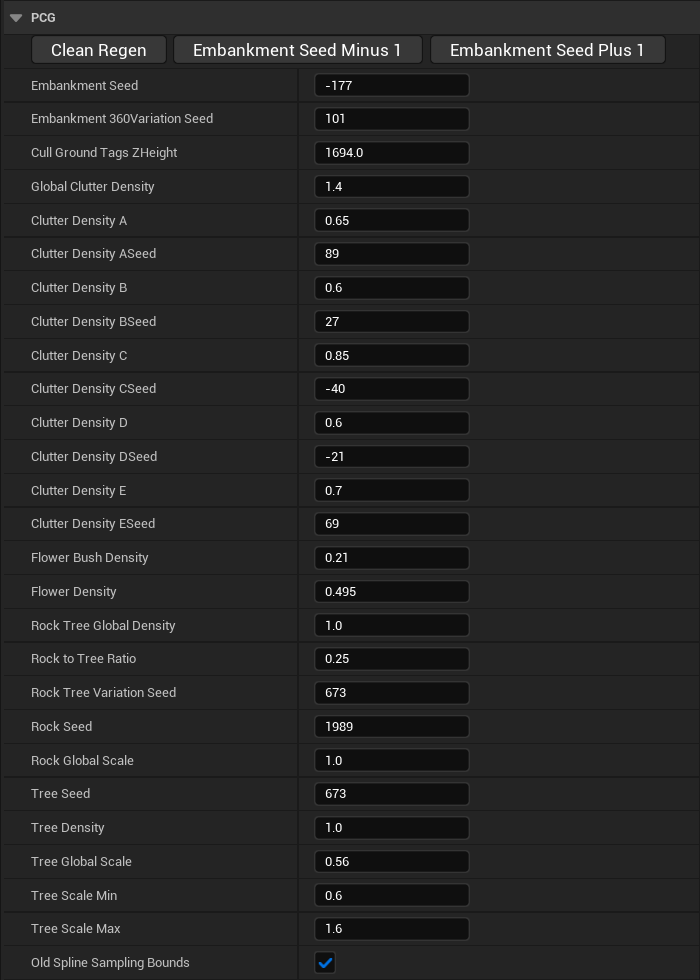 PCG
Clean Regen Embankment Seed Minus 1 Embankment Seed Plus 1
Embankment Seed -177
Embankment 360Variation Seed 101
Cull Ground Tags ZHeight 1694.0
Global Clutter Density 1.4
Clutter Density A 0.65
Clutter Density ASeed 89
Clutter Density B 0.6
Clutter Density BSeed 27
Clutter Density C 0.85
Clutter Density CSeed -40
Clutter Density D 0.6
Clutter Density DSeed -21
Clutter Density E 0.7
Clutter Density ESeed 69
Flower Bush Density 0.21
Flower Density 0.495
Rock Tree Global Density 1.0
Rock to Tree Ratio 0.25
Rock Tree Variation Seed 673
Rock Seed 1989
Rock Global Scale 1.0
Tree Seed 673
Tree Density 1.0
Tree Global Scale 0.56
Tree Scale Min 0.6
Tree Scale Max 1.6
Old Spline Sampling Bounds